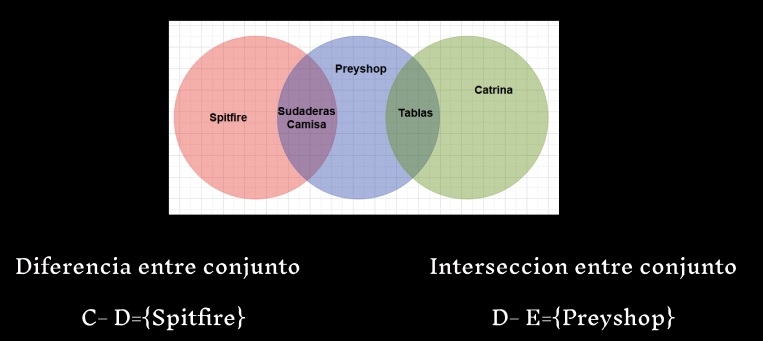 Preyshop
Catrina
Spitfire
Sudaderas
Camisa
Tablas
Diferencia entre conjunto
Interseccion entre conjunto
C- D={Spitfire}
D- E={Preyshop}